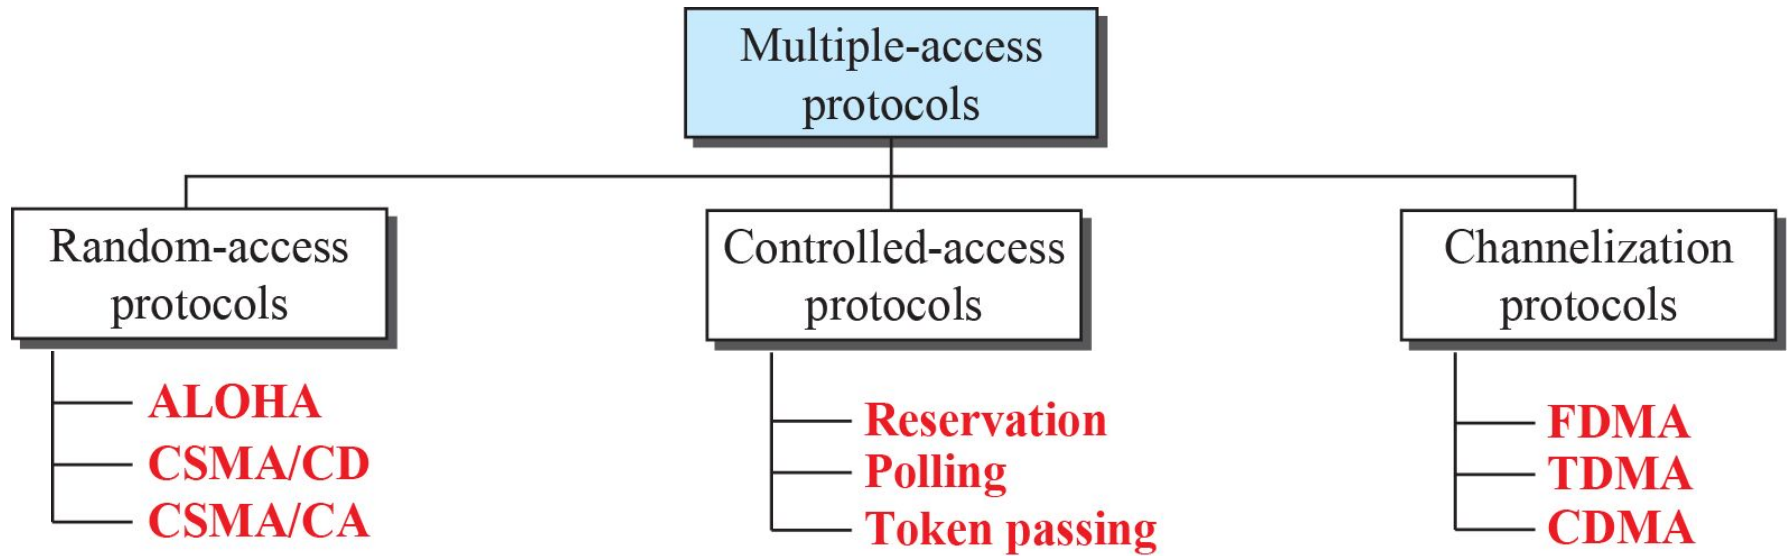 Multiple-access
protocols
Random-access
protocols
ALOHA
CSMA/CD
CSMA/CA
Controlled-access
protocols
Reservation
Polling
Token passing
Channelization
protocols
FDMA
TDMA
CDMA